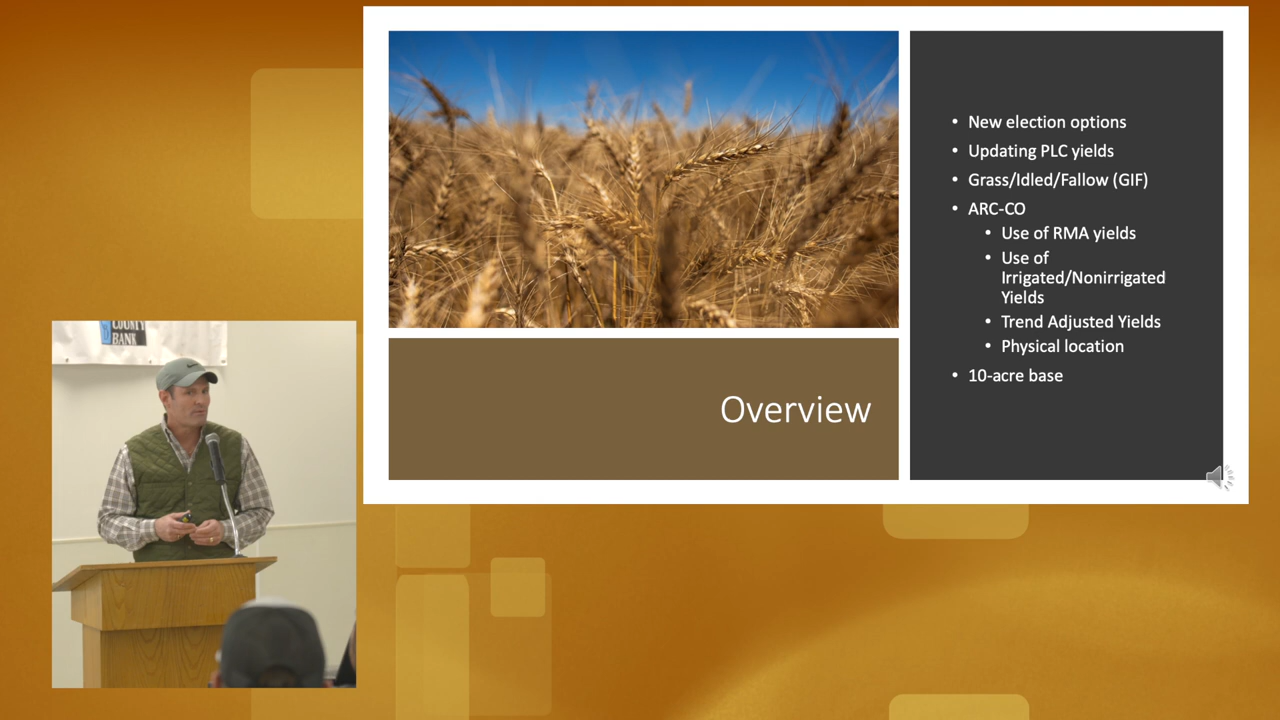 New election options
Updating PLC yields
Grass/Idled/Fallow (GIF)
ARC-CO
Use of RMA yields
Use of
Irrigated/Nonirrigated
Yields
Trend Adjusted Yields
Physical location
10-acre base
Overview
COUNTY
BANK